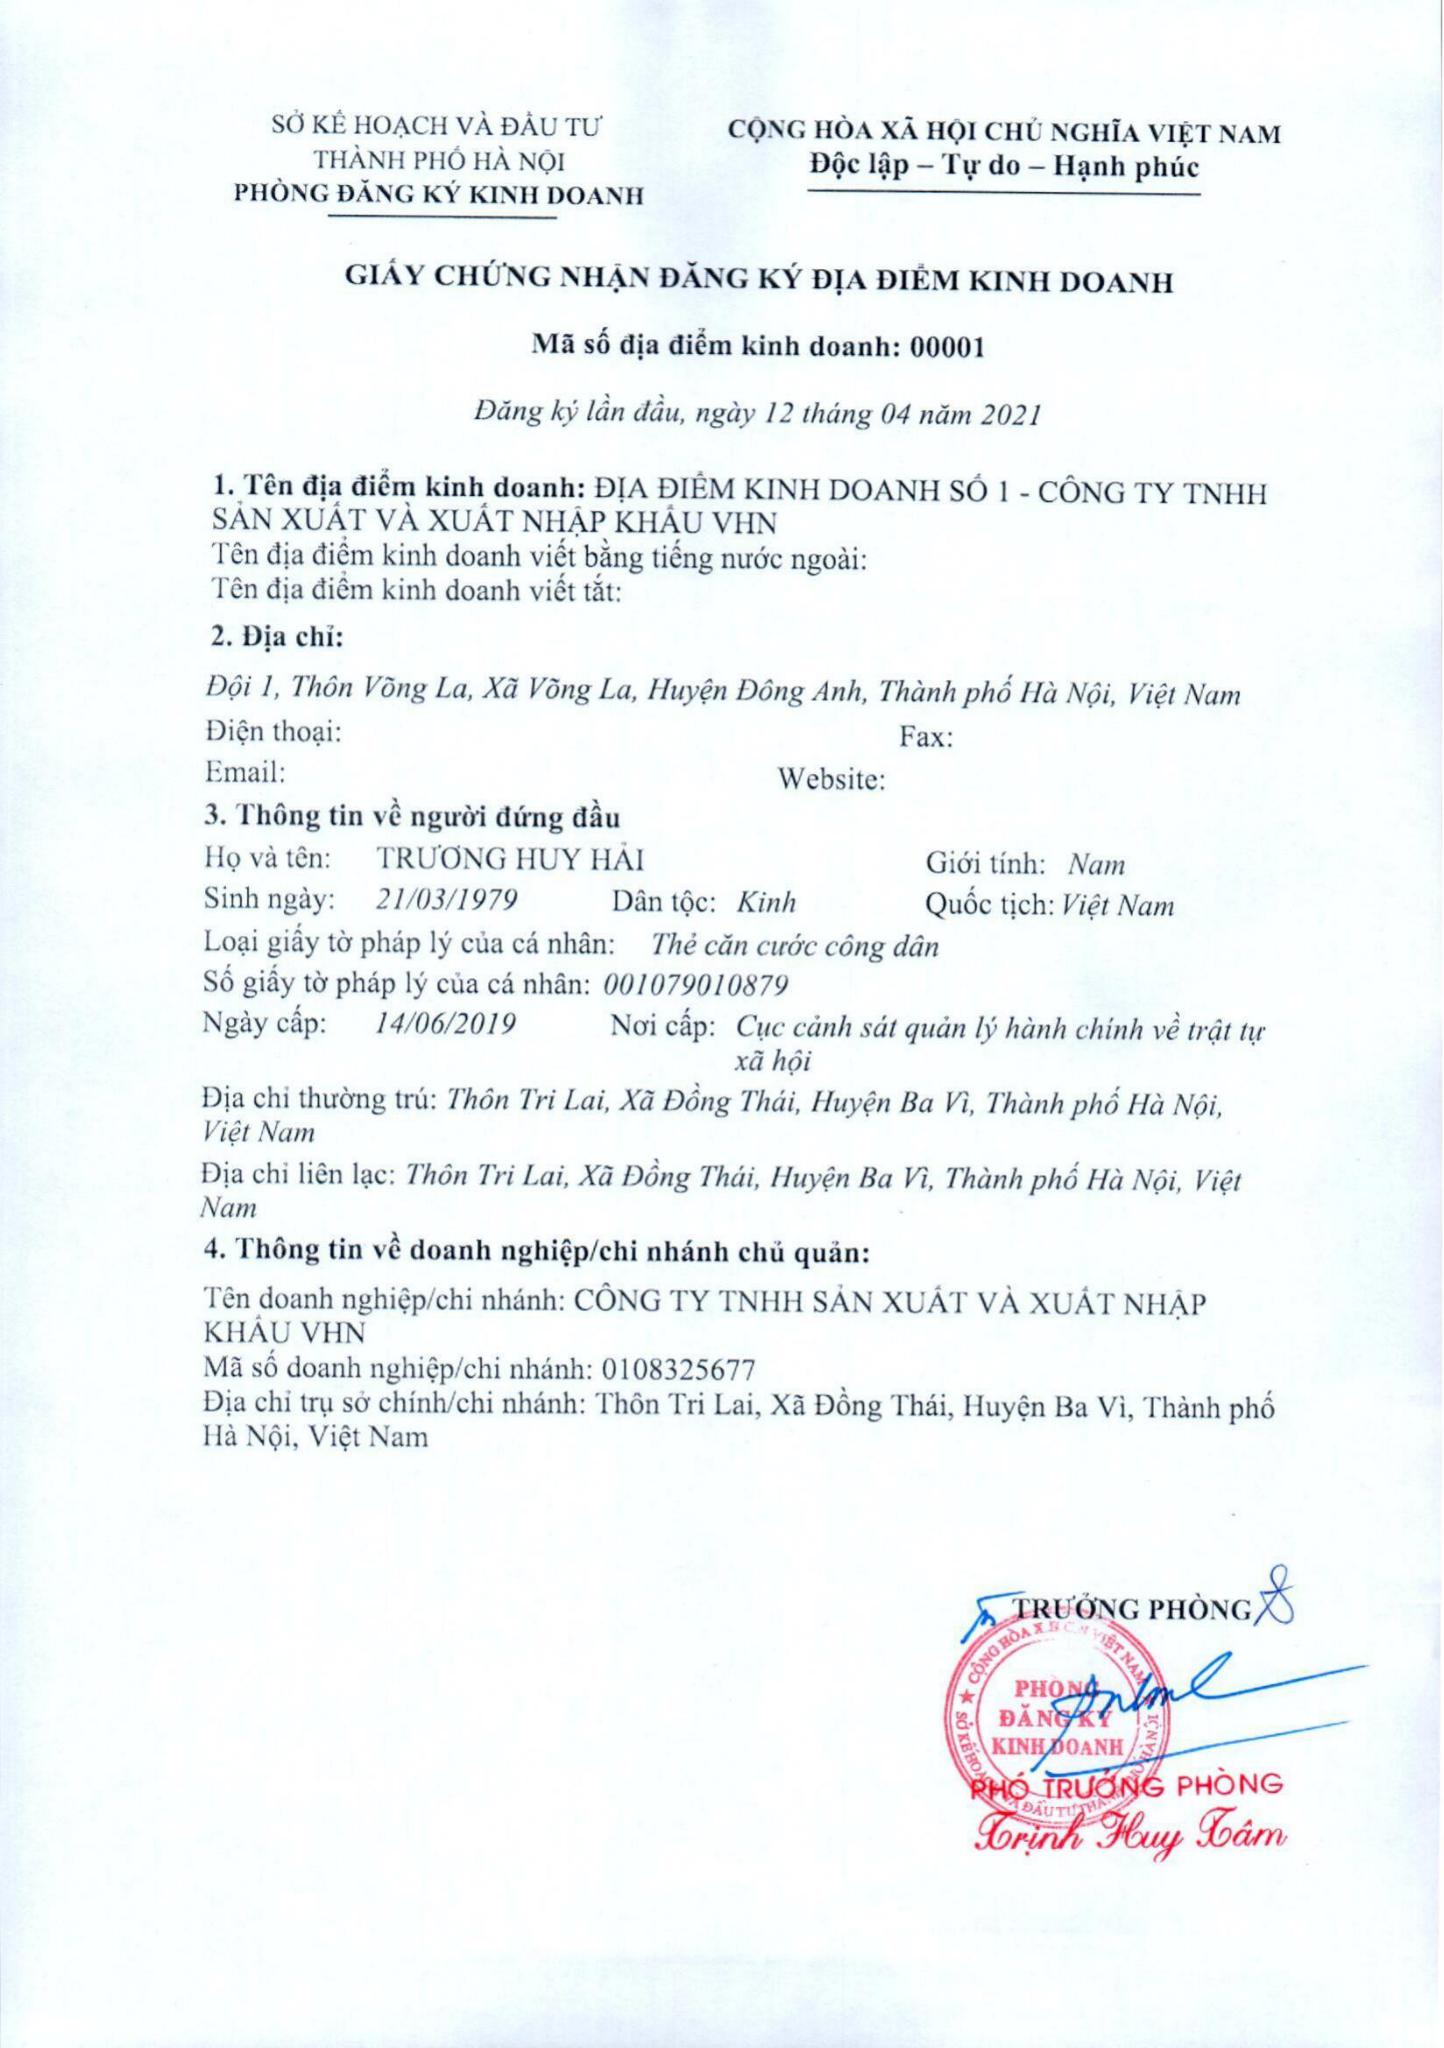 SỞ KẾ HOẠCH VÀ ĐẦU TƯ
THÀNH PHỐ HÀ NỘI
PHÒNG ĐĂNG KÝ KINH DOANH
CỘNG HÒA XÃ HỘI CHỦ NGHĨA VIỆT NAM
Độc lập – Tự do – Hạnh phúc
GIẤY CHỨNG NHẬN ĐĂNG KÝ ĐỊA ĐIỂM KINH DOANH
Mã số địa điểm kinh doanh: 00001
Đăng ký lần đầu, ngày 12 tháng 04 năm 2021
1. Tên địa điểm kinh doanh: ĐỊA ĐIỂM KINH DOANH SỐ 1 - CÔNG TY TNHH
SẢN XUẤT VÀ XUẤT NHẬP KHẨU VHN
Tên địa điểm kinh doanh viết bằng tiếng nước ngoài:
Tên địa điểm kinh doanh viết tắt:
2. Địa chỉ:
Đội 1, Thôn Võng La, Xã Võng La, Huyện Đông Anh, Thành phố Hà Nội, Việt Nam
Điện thoại: Fax:
Email: Website:
3. Thông tin về người đứng đầu
Họ và tên: TRƯƠNG HUY HẢI Giới tính: Nam
Sinh ngày: 21/03/1979 Dân tộc: Kinh Quốc tịch: Việt Nam
Loại giấy tờ pháp lý của cá nhân: Thẻ căn cước công dân
Số giấy tờ pháp lý của cá nhân: 001079010879
Ngày cấp: 14/06/2019 Nơi cấp: Cục cảnh sát quản lý hành chính về trật tự
xã hội
Địa chỉ thường trú: Thôn Tri Lai, Xã Đồng Thái, Huyện Ba Vì, Thành phố Hà Nội,
Việt Nam
Địa chỉ liên lạc: Thôn Tri Lai, Xã Đồng Thái, Huyện Ba Vì, Thành phố Hà Nội, Việt
Nam
4. Thông tin về doanh nghiệp/chi nhánh chủ quản:
Tên doanh nghiệp/chi nhánh: CÔNG TY TNHH SẢN XUẤT VÀ XUẤT NHẬP
KHẨU VHN
Mã số doanh nghiệp/chi nhánh: 0108325677
Địa chỉ trụ sở chính/chi nhánh: Thôn Tri Lai, Xã Đồng Thái, Huyện Ba Vì, Thành phố
Hà Nội, Việt Nam
TRƯỞNG PHÒNG
CỘNG HÒA X.H.C.N VIỆT NAM
PHÒNG
ĐĂNG KÝ
KINH DOANH
PHÓ TRƯỞNG PHÒNG
Trịnh Huy Tâm